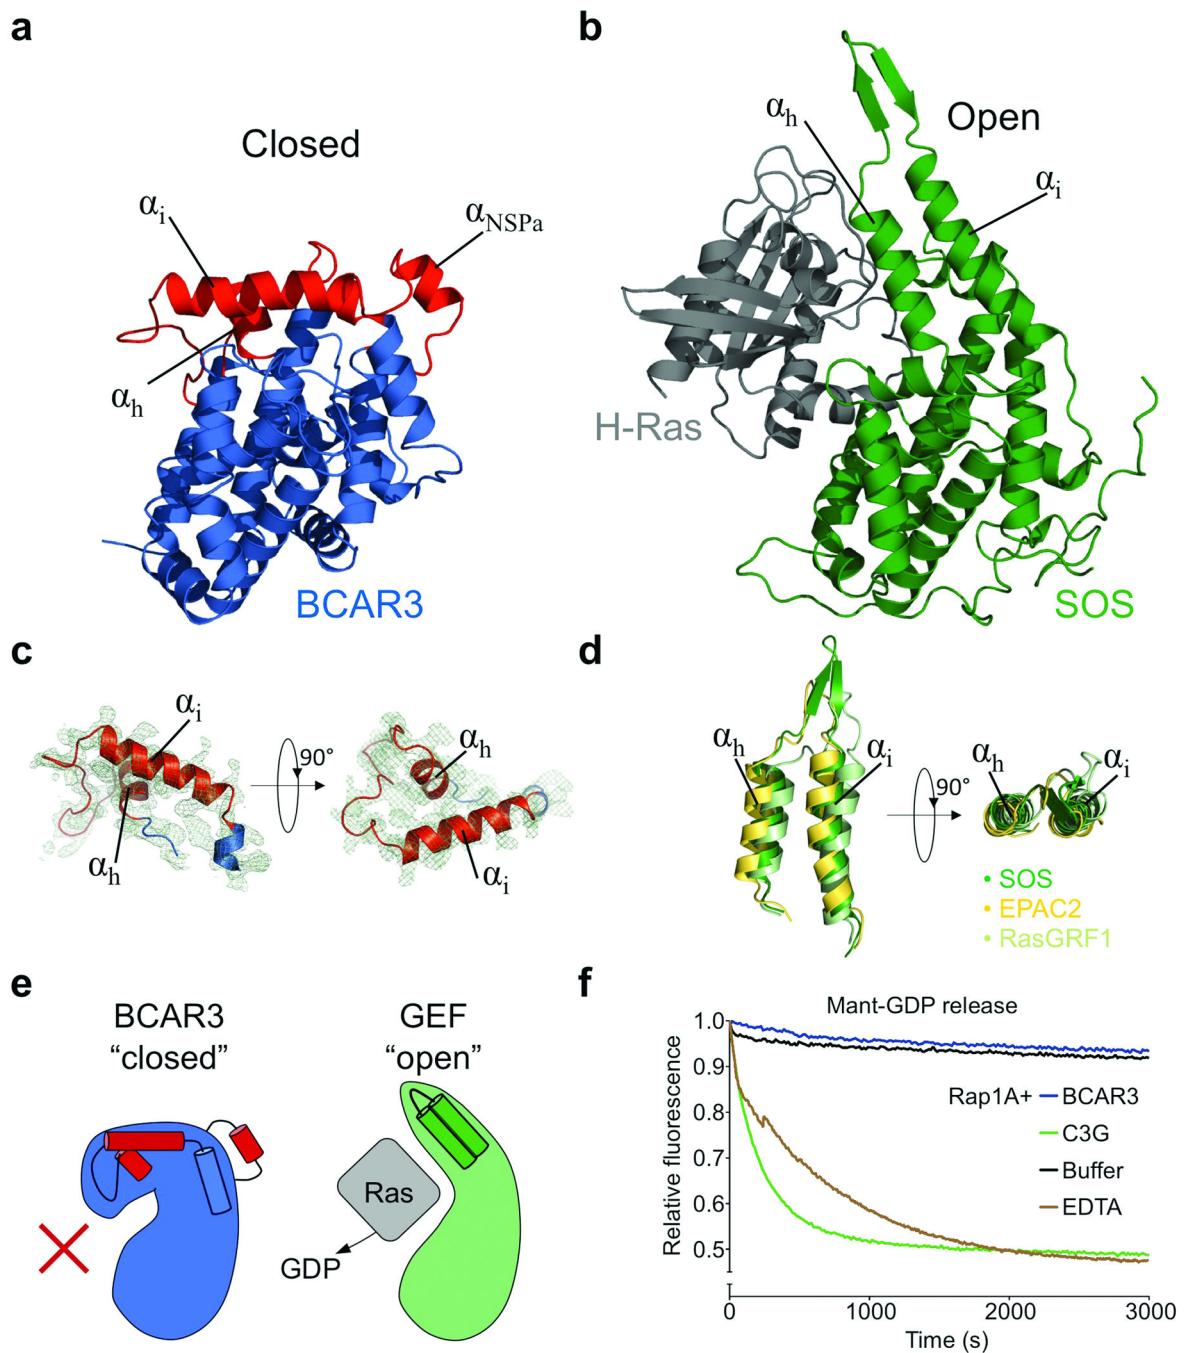 a
Closed
αi
αNSPa
αh
BCAR3
b
Open
αh
αi
H-Ras
SOS
c
αi
αh
90°
αh
αi
d
αh
αi
90°
αh
αi
• SOS
• EPAC2
• RasGRF1
e
BCAR3
“closed”
GEF
“open”
Ras
GDP
f
Mant-GDP release
Relative fluorescence
1.0
0.9
0.8
0.7
0.6
0.5
Rap1A+
BCAR3
C3G
Buffer
EDTA
0
1000
2000
3000
Time (s)